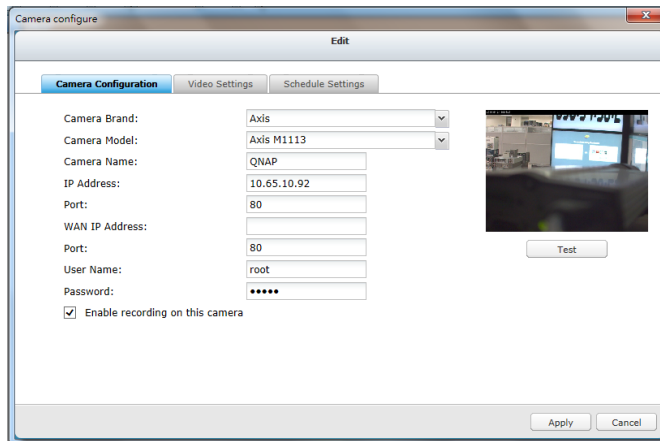 Camera configure
Edit
Camera Configuration Video Settings Schedule Settings
Camera Brand: Axis
Camera Model: Axis M1113
Camera Name: QNAP
IP Address: 10.65.10.92
Port: 80
WAN IP Address:
Port: 80
User Name: root
Password: •••••
Enable recording on this camera
Test
Apply Cancel